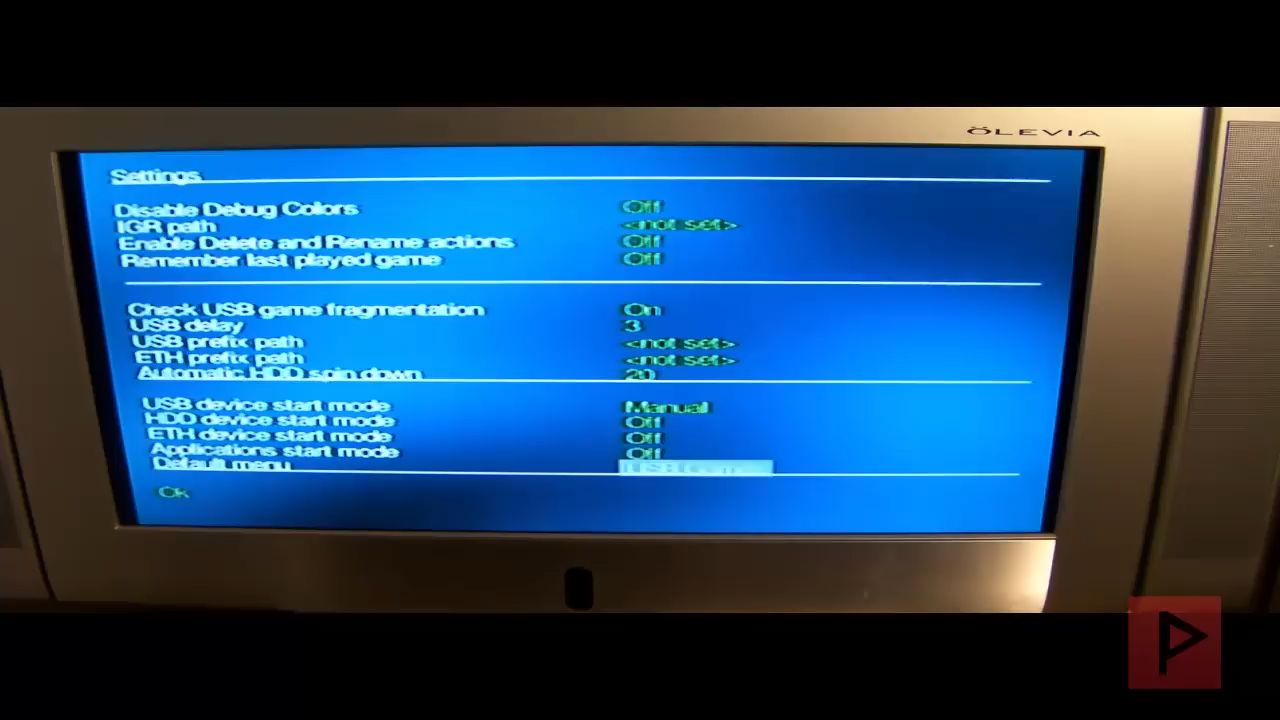 ÖLEVIA
Settings
Disable Debug Colors Off
IGR path <not set>
Enable Delete and Rename actions Off
Remember last played game Off
Check USB game fragmentation On
USB delay 3
USB prefix path <not set>
ETH prefix path <not set>
Automatic HDD spin down 20
USB device start mode Manual
HDD device start mode Off
ETH device start mode Off
Applications start mode Off
Default menu USB
Ok